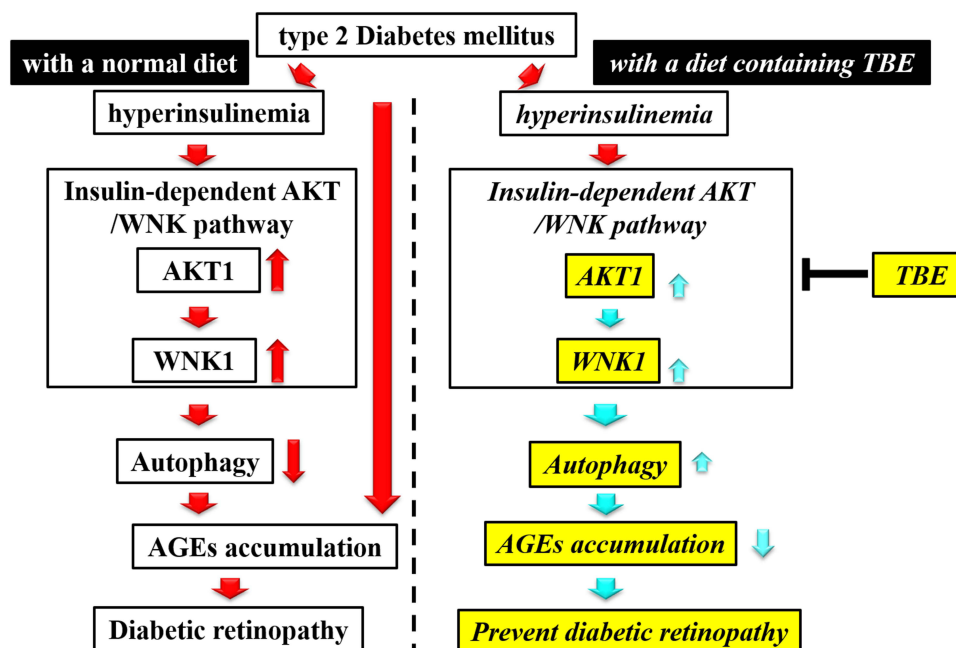 type 2 Diabetes mellitus
with a normal diet
hyperinsulinemia
Insulin-dependent AKT
/WNK pathway
AKT1
WNK1
Autophagy
AGEs accumulation
Diabetic retinopathy
with a diet containing TBE
hyperinsulinemia
Insulin-dependent AKT
/WNK pathway
AKT1
TBE
WNK1
Autophagy
AGEs accumulation
Prevent diabetic retinopathy